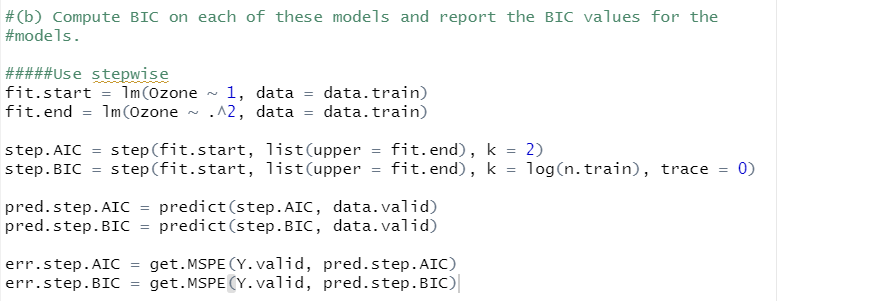 #(b) Compute BIC on each of these models and report the BIC values for the
#models.
#####Use stepwise
fit.start = lm(Ozone ~ 1, data = data.train)
fit.end = lm(Ozone ~ .^2, data = data.train)
step.AIC = step(fit.start, list(upper = fit.end), k = 2)
step.BIC = step(fit.start, list(upper = fit.end), k = log(n.train), trace = 0)
pred.step.AIC = predict(step.AIC, data.valid)
pred.step.BIC = predict(step.BIC, data.valid)
err.step.AIC = get.MSPE(Y.valid, pred.step.AIC)
err.step.BIC = get.MSPE(Y.valid, pred.step.BIC)